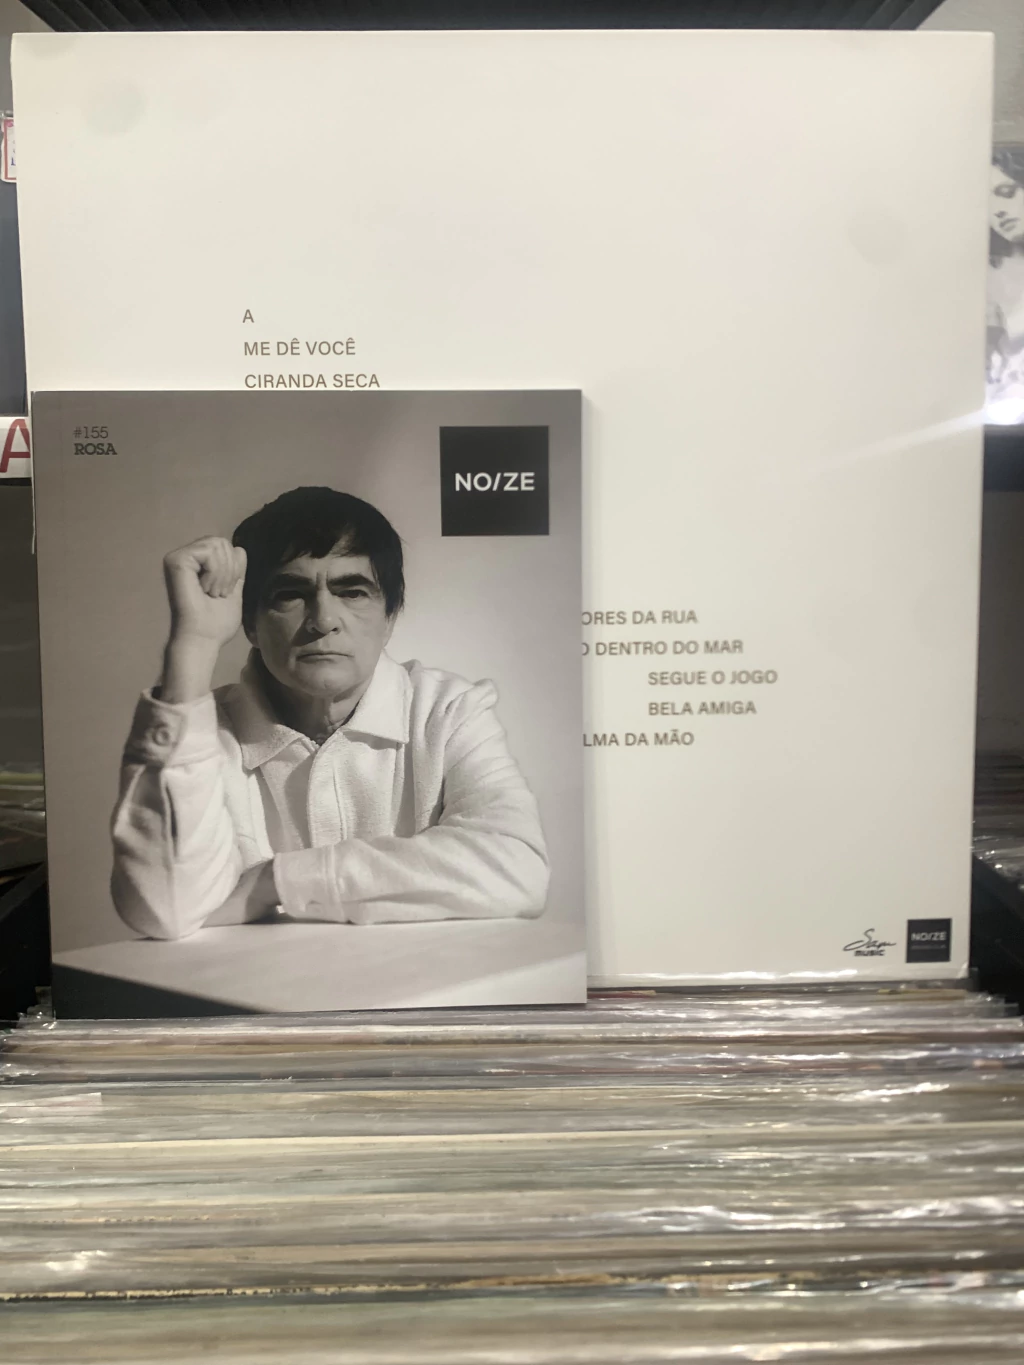 A
ME DÊ VOCÊ
CIRANDA SECA
#155
ROSA
NO/ZE
ORES DA RUA
O DENTRO DO MAR
SEGUE O JOGO
BELA AMIGA
LMA DA MÃO
MUSIC
NO/ZE
A